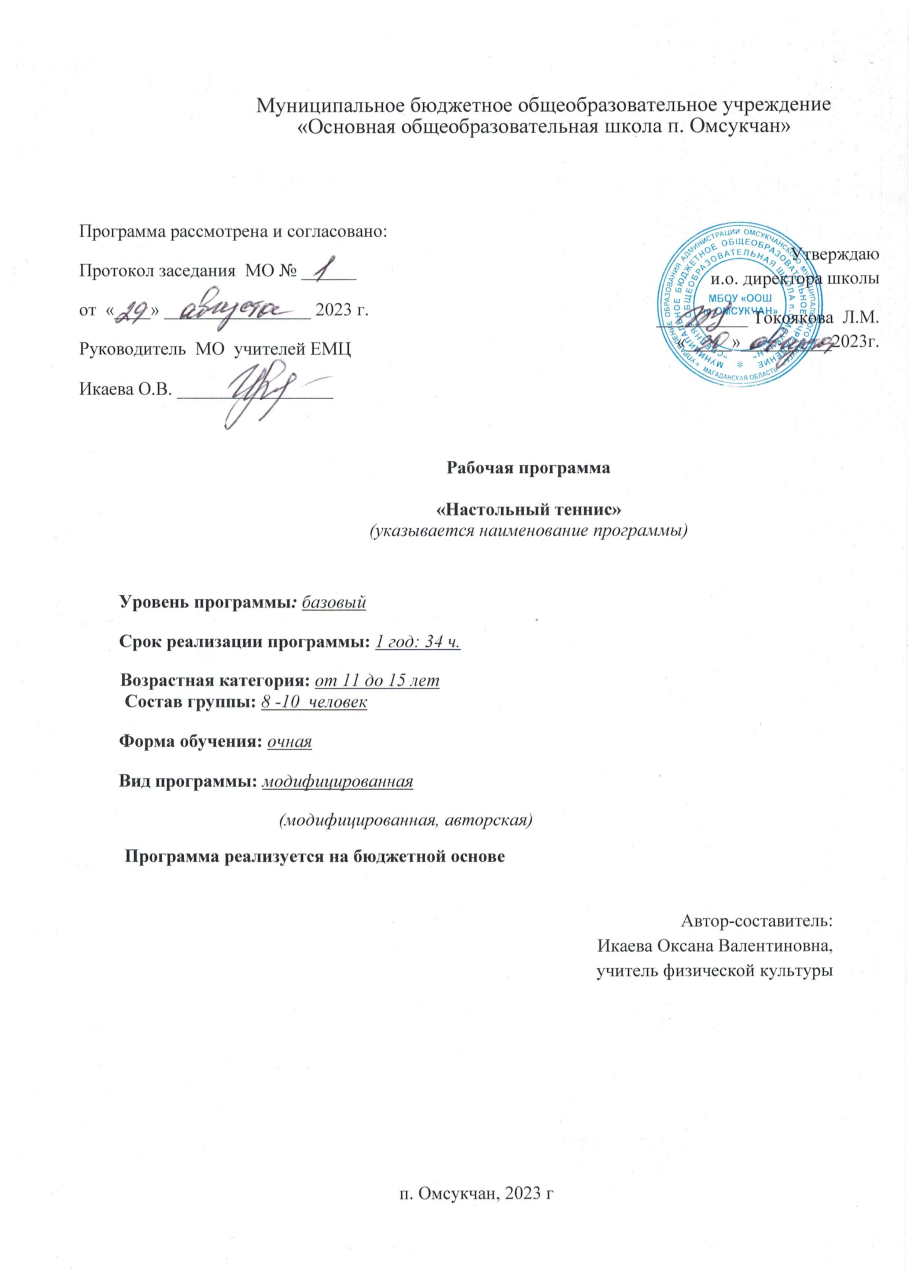 Муниципальное бюджетное общеобразовательное учреждение
«Основная общеобразовательная школа п. Омсукчан»
Программа рассмотрена и согласовано:
Протокол заседания МО № 1
от «29» августа 2023 г.
Руководитель МО учителей ЕМЦ
Икаева О.В.
Утверждаю
и.о. директора школы
Токоякова Л.М.
« » августа 2023г.
МБОУ «ООШ
п. ОМСУКЧАН»
Рабочая программа
«Настольный теннис»
(указывается наименование программы)
Уровень программы: базовый
Срок реализации программы: 1 год: 34 ч.
Возрастная категория: от 11 до 15 лет
Состав группы: 8 -10 человек
Форма обучения: очная
Вид программы: модифицированная
(модифицированная, авторская)
Программа реализуется на бюджетной основе
Автор-составитель:
Икаева Оксана Валентиновна,
учитель физической культуры
п. Омсукчан, 2023 г